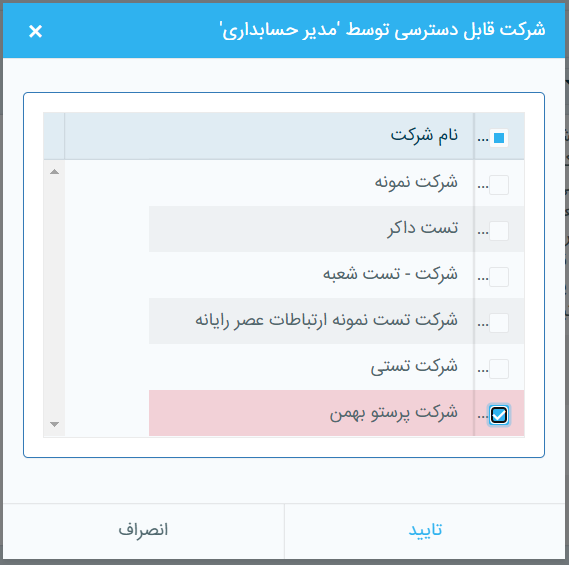 شرکت قابل دسترسی توسط 'مدیر حسابداری'
... نام شرکت
... شرکت نمونه
... تست داکر
... شرکت - تست شعبه
... شرکت تست نمونه ارتباطات عصر رایانه
... شرکت تستی
... شرکت پرستو بهمن
تایید
انصراف